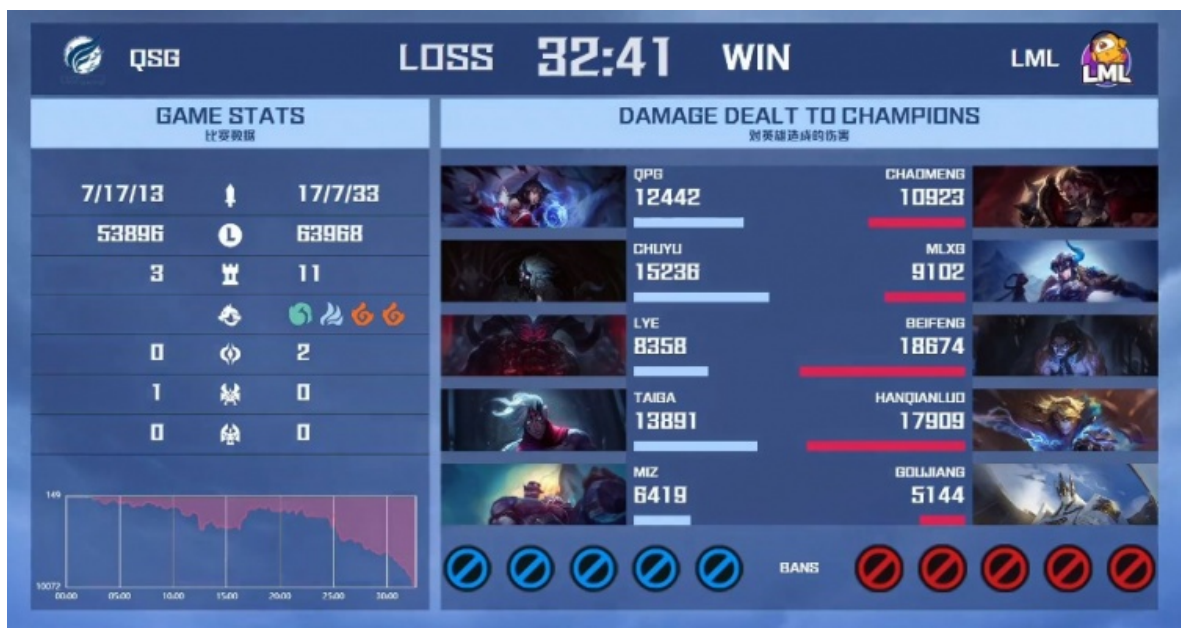 QSG
LOSS 32:41 WIN
LML
LML
GAME STATS
比赛数据
7/17/13 17/7/33
53896 L 63968
3 11
0 2
1 0
0 0
149
10072
00:00 05:00 10:00 15:00 20:00 25:00 30:00
DAMAGE DEALT TO CHAMPIONS
对英雄造成的伤害
QPG CHAOMENG
12442 10923
CHUYU MLXG
15236 9102
LYE BEIFENG
8358 18674
TAIGA HANQIANLUO
13891 17909
MIZ GOUJIANG
6419 5144
BANS